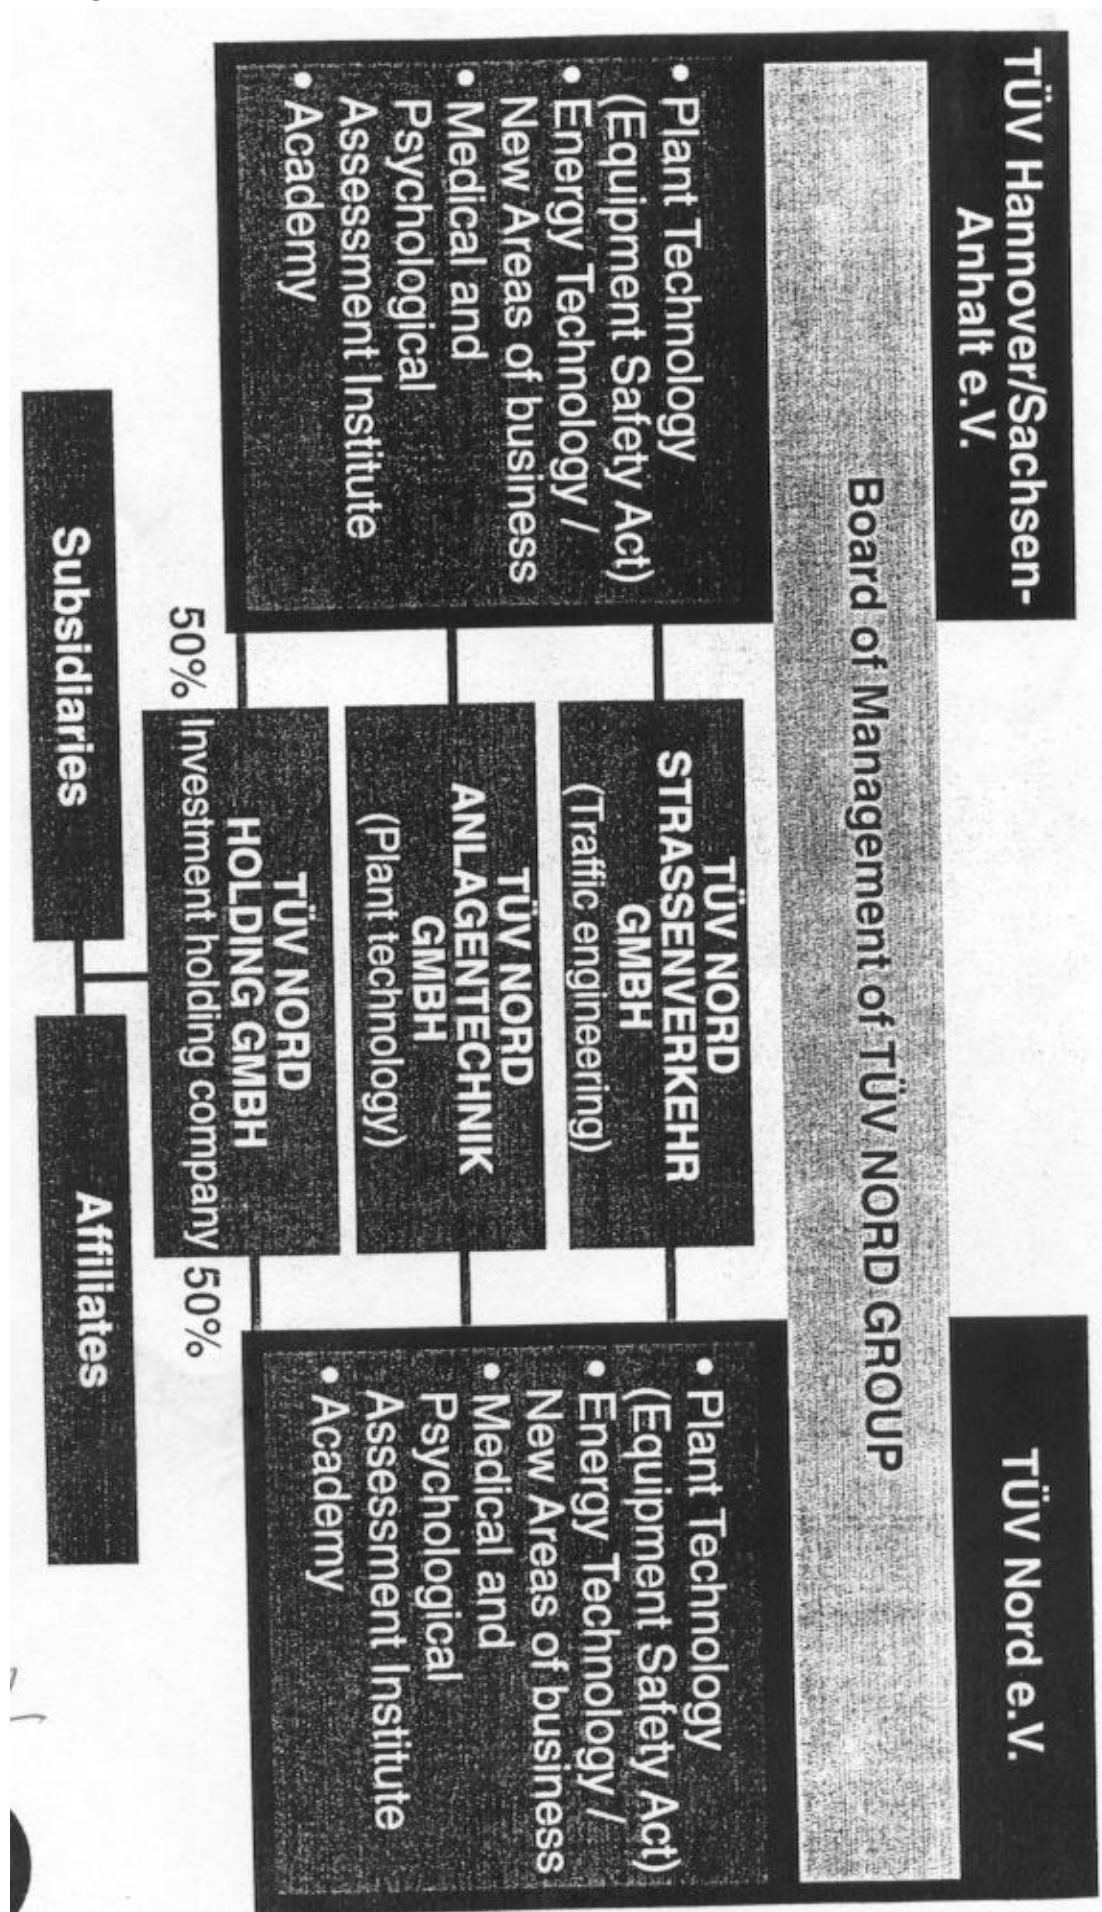 TÜV Hannover/Sachsen-
Anhalt e.V.
TÜV Nord e.V.
Board of Management of TÜV NORD GROUP
• Plant Technology
(Equipment Safety Act)
• Energy Technology /
New Areas of business
• Medical and
Psychological
Assessment Institute
• Academy
TÜV NORD
STRASSENVERKEHR
GMBH
(Traffic engineering)
TÜV NORD
ANLAGENTECHNIK
GMBH
(Plant technology)
TÜV NORD
HOLDING GMBH
50% Investment holding company 50%
• Plant Technology
(Equipment Safety Act)
• Energy Technology /
New Areas of business
• Medical and
Psychological
Assessment Institute
• Academy
Subsidiaries
Affiliates